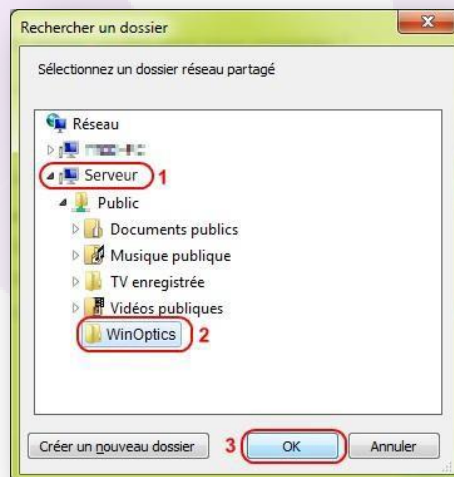 Rechercher un dossier
Sélectionnez un dossier réseau partagé
Réseau
Serveur 1
Public
Documents publics
Musique publique
TV enregistrée
Vidéos publiques
WinOptics 2
Créer un nouveau dossier 3 OK Annuler